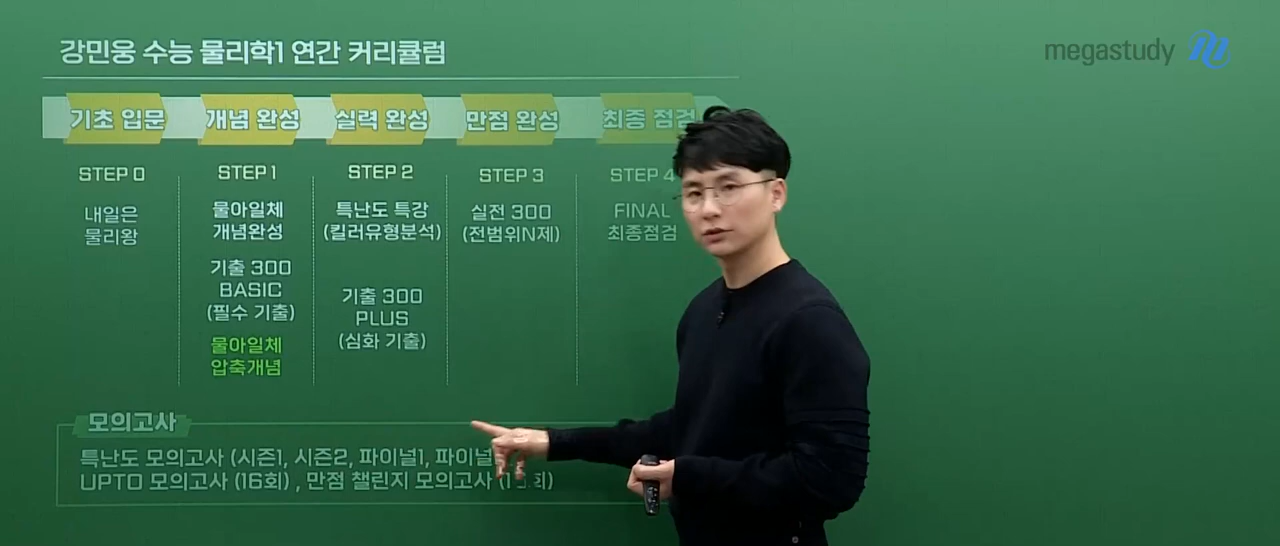 강민웅 수능 물리학1 연간 커리큘럼
megastudy
기초 입문
개념 완성
실력 완성
만점 완성
최종 점검
STEP 0
STEP 1
STEP 2
STEP 3
STEP 4
내일은
물리왕
물아일체
개념완성
기출 300
BASIC
(필수 기출)
물아일체
압축개념
특난도 특강
(킬러유형분석)
기출 300
PLUS
(심화 기출)
실전 300
(전범위N제)
FINAL
최종점검
모의고사
특난도 모의고사 (시즌1, 시즌2, 파이널1, 파이널
UPTO 모의고사 (16회) , 만점 챌린지 모의고사